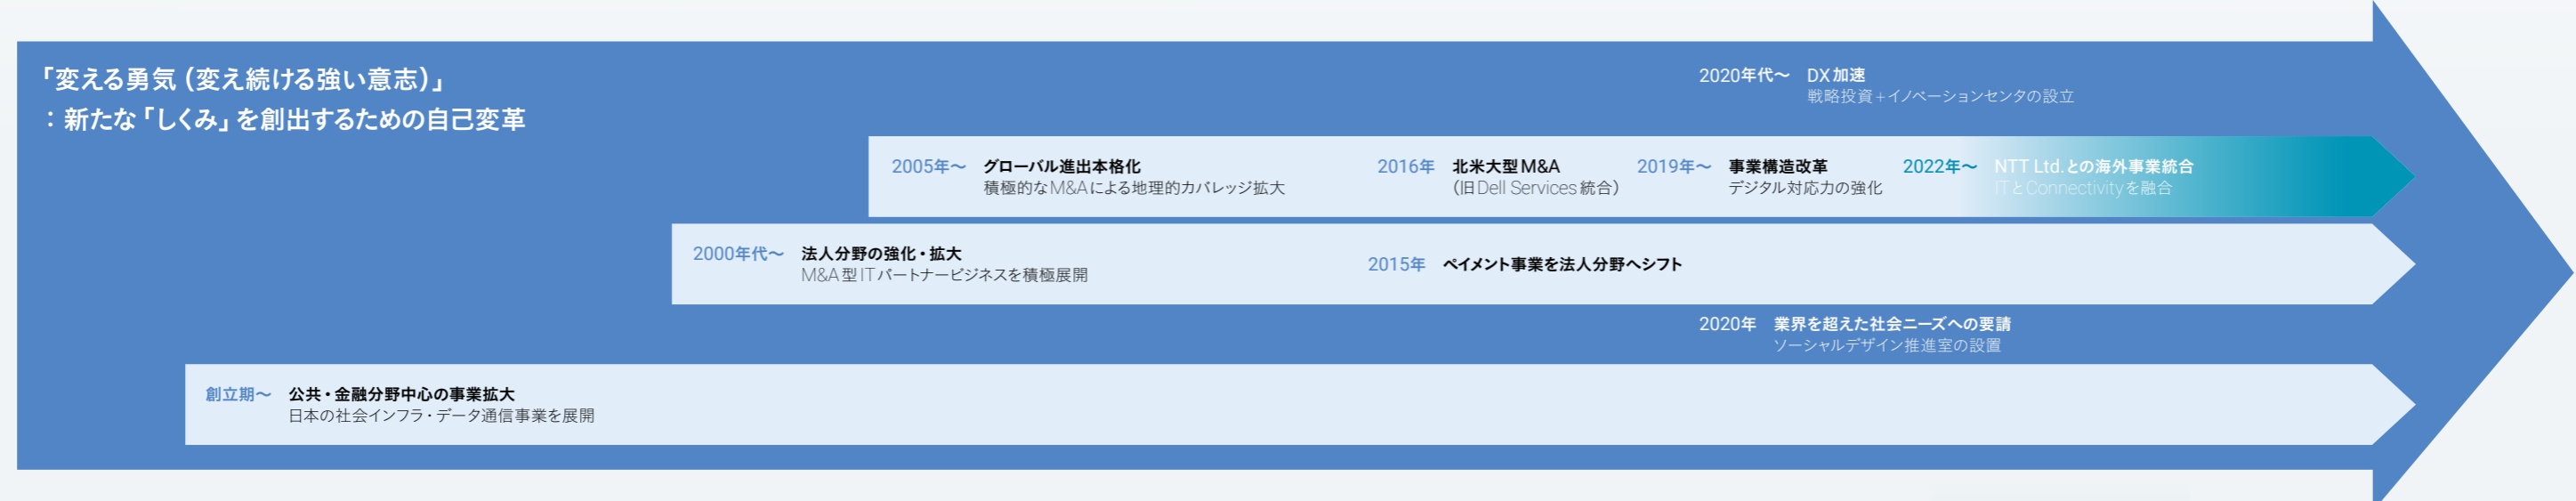 「変える勇気（変え続ける強い意志）」
：新たな「しくみ」を創出するための自己変革
2020年代〜 DX加速
戦略投資＋イノベーションセンタの設立
2005年〜 グローバル進出本格化
積極的なM&Aによる地理的カバレッジ拡大
2016年 北米大型M&A
（旧Dell Services統合）
2019年〜 事業構造改革
デジタル対応力の強化
2022年〜 NTT Ltd.との海外事業統合
ITとConnectivityを融合
2000年代〜 法人分野の強化・拡大
M&A型ITパートナービジネスを積極展開
2015年 ペイメント事業を法人分野へシフト
2020年 業界を超えた社会ニーズへの要請
ソーシャルデザイン推進室の設置
創立期〜 公共・金融分野中心の事業拡大
日本の社会インフラ・データ通信事業を展開